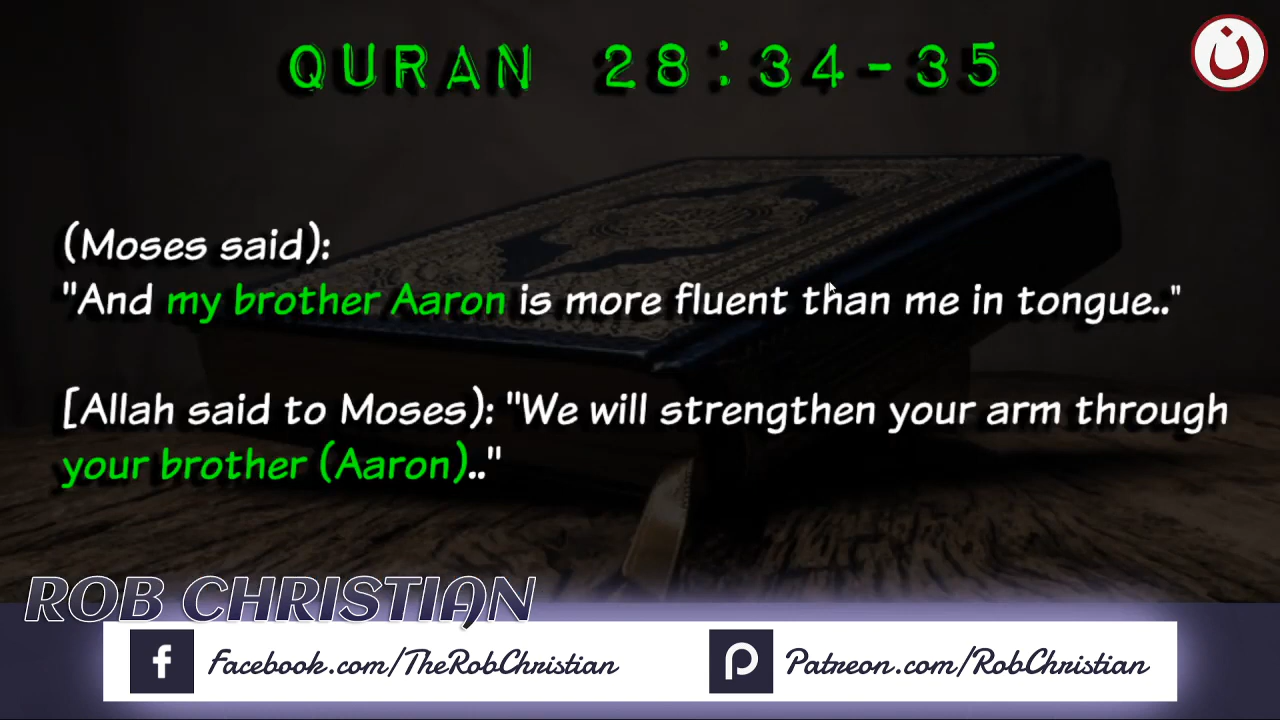 QURAN 28:34-35
ن
(Moses said):
"And my brother Aaron is more fluent than me in tongue.."
[Allah said to Moses): "We will strengthen your arm through
your brother (Aaron).."
ROB CHRISTIAN
Facebook.com/TheRobChristian
Patreon.com/RobChristian